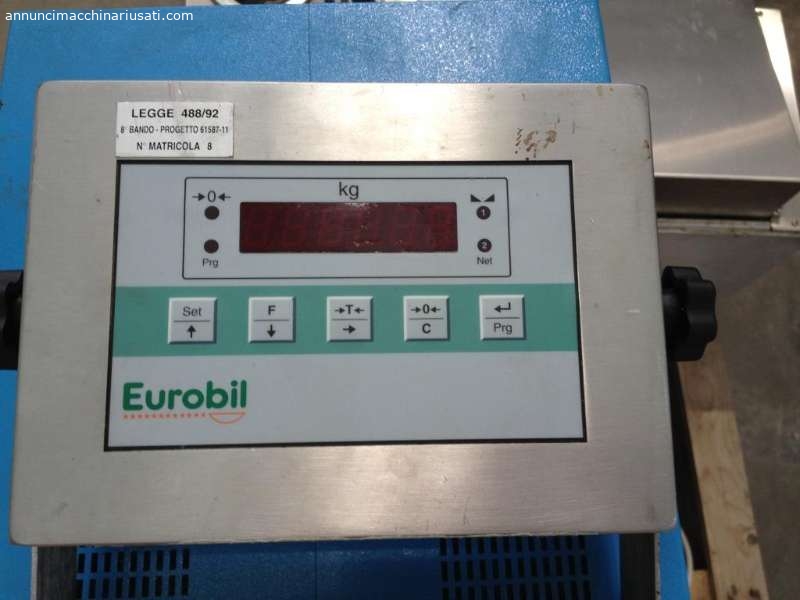 annuncimacchinariusati.com
LEGGE 488/92
8° BANDO - PROGETTO 61587-11
N° MATRICOLA 8
kg
→0←
1
Prg
2
Net
Set
F
→T←
→0←
↵
↑
↓
→
C
Prg
Eurobil